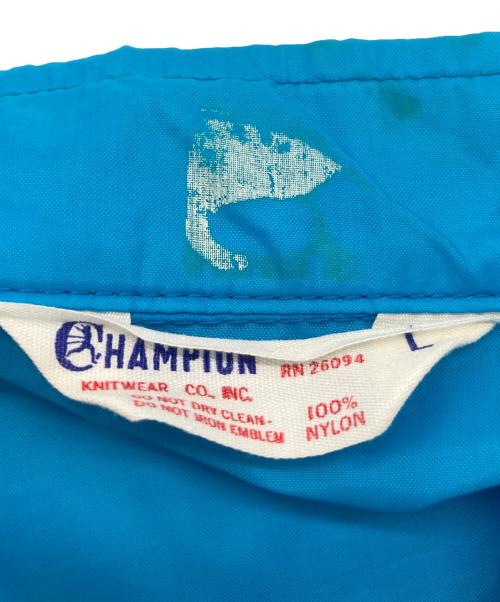 CHAMPION
RN 26094
L
KNITWEAR CO., INC.
DO NOT DRY CLEAN-
DO NOT IRON EMBLEM
100%
NYLON